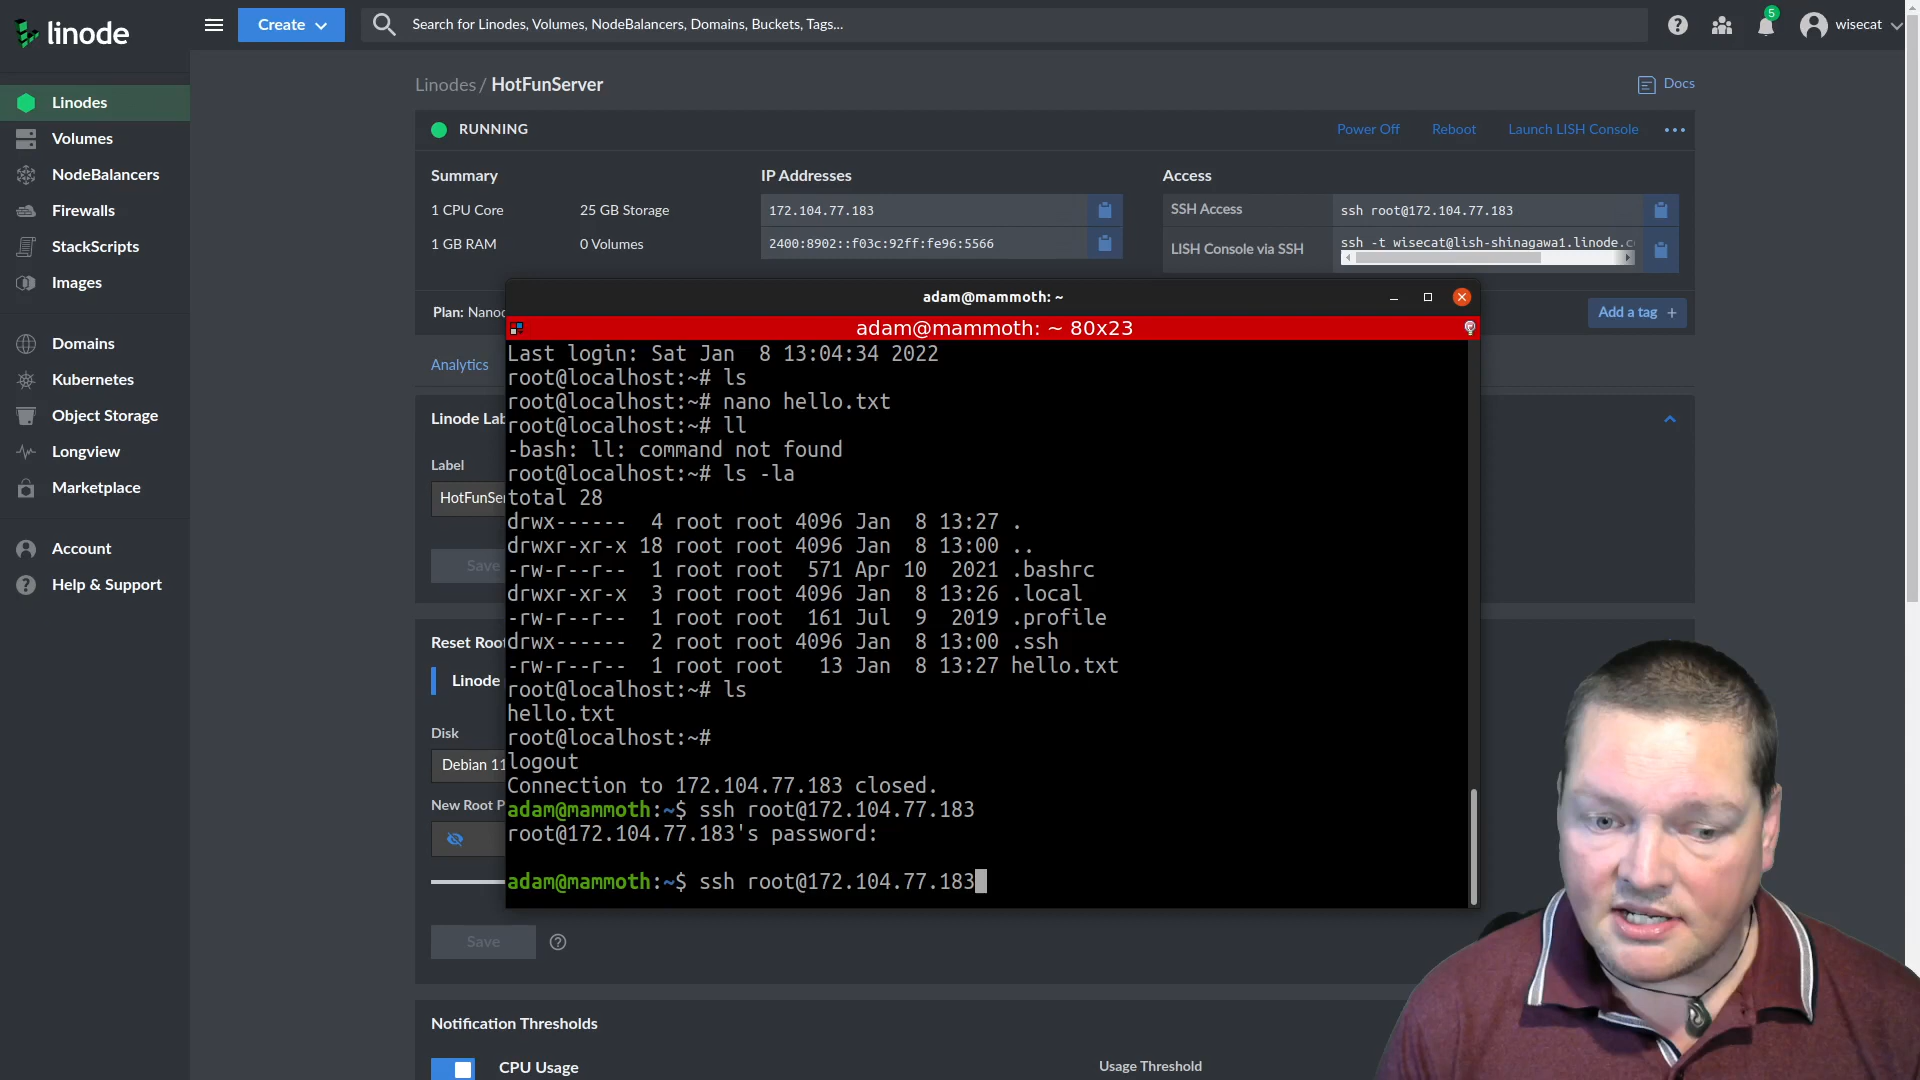 linode
Create
Search for Linodes, Volumes, NodeBalancers, Domains, Buckets, Tags...
5
wisecat
Linodes
Volumes
NodeBalancers
Firewalls
StackScripts
Images
Domains
Kubernetes
Object Storage
Longview
Marketplace
Account
Help & Support
Linodes / HotFunServer
Docs
RUNNING
Power Off
Reboot
Launch LISH Console
Summary
IP Addresses
Access
1 CPU Core
25 GB Storage
172.104.77.183
SSH Access
ssh root@172.104.77.183
1 GB RAM
0 Volumes
2400:8902::f03c:92ff:fe96:5566
LISH Console via SSH
ssh -t wisecat@lish-shinagawa1.linode.c
Plan: Nano
Add a tag +
Analytics
Linode Lab
Label
HotFunSe
Save
Reset Root
Linode
Disk
Debian 11
New Root P
Save
Notification Thresholds
CPU Usage
Usage Threshold
adam@mammoth: ~
adam@mammoth: ~ 80x23
Last login: Sat Jan  8 13:04:34 2022
root@localhost:~# ls
root@localhost:~# nano hello.txt
root@localhost:~# ll
-bash: ll: command not found
root@localhost:~# ls -la
total 28
drwx------  4 root root 4096 Jan  8 13:27 .
drwxr-xr-x 18 root root 4096 Jan  8 13:00 ..
-rw-r--r--  1 root root  571 Apr 10  2021 .bashrc
drwxr-xr-x  3 root root 4096 Jan  8 13:26 .local
-rw-r--r--  1 root root  161 Jul  9  2019 .profile
drwx------  2 root root 4096 Jan  8 13:00 .ssh
-rw-r--r--  1 root root   13 Jan  8 13:27 hello.txt
root@localhost:~# ls
hello.txt
root@localhost:~#
logout
Connection to 172.104.77.183 closed.
adam@mammoth:~$ ssh root@172.104.77.183
root@172.104.77.183's password:
adam@mammoth:~$ ssh root@172.104.77.183